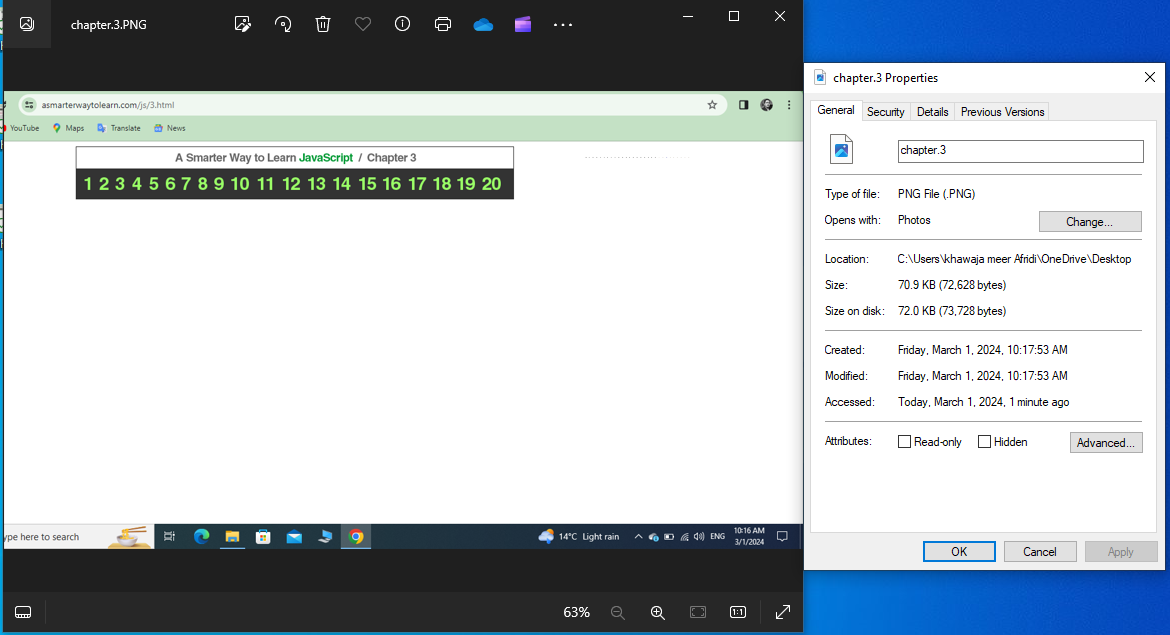 chapter.3.PNG
asmarterwaytolearn.com/js/3.html
YouTube Maps Translate News
A Smarter Way to Learn JavaScript / Chapter 3
1 2 3 4 5 6 7 8 9 10 11 12 13 14 15 16 17 18 19 20
ype here to search
14°C Light rain
ENG
10:16 AM
3/1/2024
63%
1:1
chapter.3 Properties
General Security Details Previous Versions
chapter.3
Type of file: PNG File (.PNG)
Opens with: Photos Change...
Location: C:\Users\khawaja meer Afridi\OneDrive\Desktop
Size: 70.9 KB (72,628 bytes)
Size on disk: 72.0 KB (73,728 bytes)
Created: Friday, March 1, 2024, 10:17:53 AM
Modified: Friday, March 1, 2024, 10:17:53 AM
Accessed: Today, March 1, 2024, 1 minute ago
Attributes: Read-only Hidden Advanced...
OK Cancel Apply